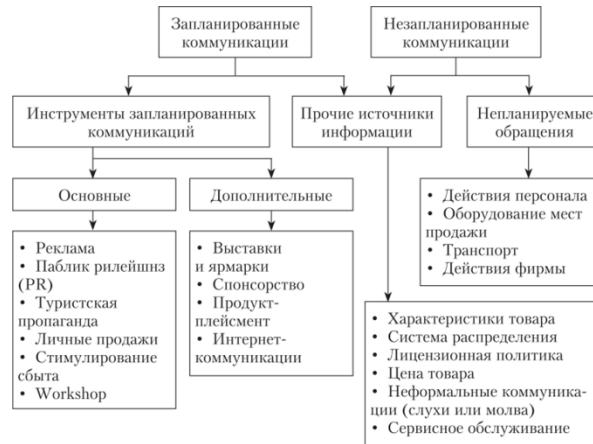 Запланированные
коммуникации
Незапланированные
коммуникации
Инструменты запланированных
коммуникаций
Прочие источники
информации
Непланируемые
обращения
Основные
Дополнительные
• Реклама
• Паблик рилейшнз
(PR)
• Туристская
пропаганда
• Личные продажи
• Стимулирование
сбыта
• Workshop
• Выставки
и ярмарки
• Спонсорство
• Продукт-
плейсмент
• Интернет-
коммуникации
• Действия персонала
• Оборудование мест
продажи
• Транспорт
• Действия фирмы
• Характеристики товара
• Система распределения
• Лицензионная политика
• Цена товара
• Неформальные коммуника-
ции (слухи или молва)
• Сервисное обслуживание